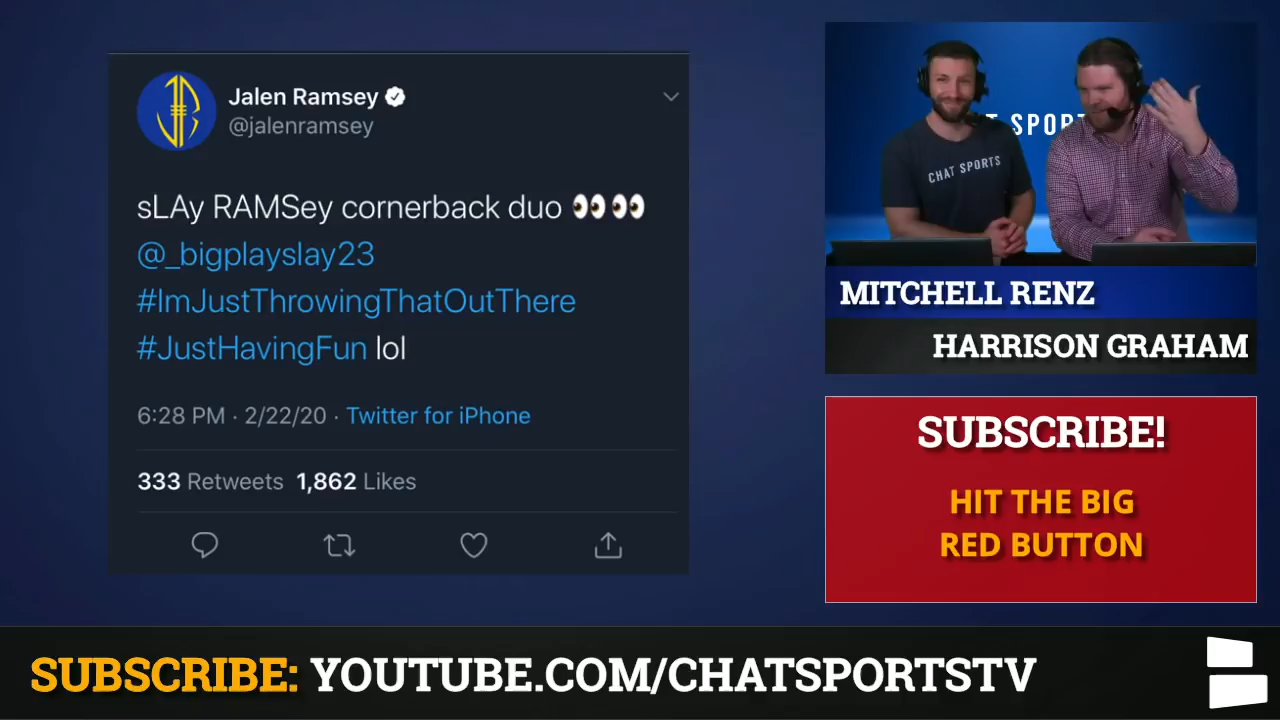 Jalen Ramsey
@jalenramsey
sLAy RAMSey cornerback duo 👀👀
@_bigplayslay23
#ImJustThrowingThatOutThere
#JustHavingFun lol
6:28 PM · 2/22/20 · Twitter for iPhone
333 Retweets 1,862 Likes
T SPORT
CHAT SPORTS
MITCHELL RENZ
HARRISON GRAHAM
SUBSCRIBE!
HIT THE BIG
RED BUTTON
SUBSCRIBE: YOUTUBE.COM/CHATSPORTSTV